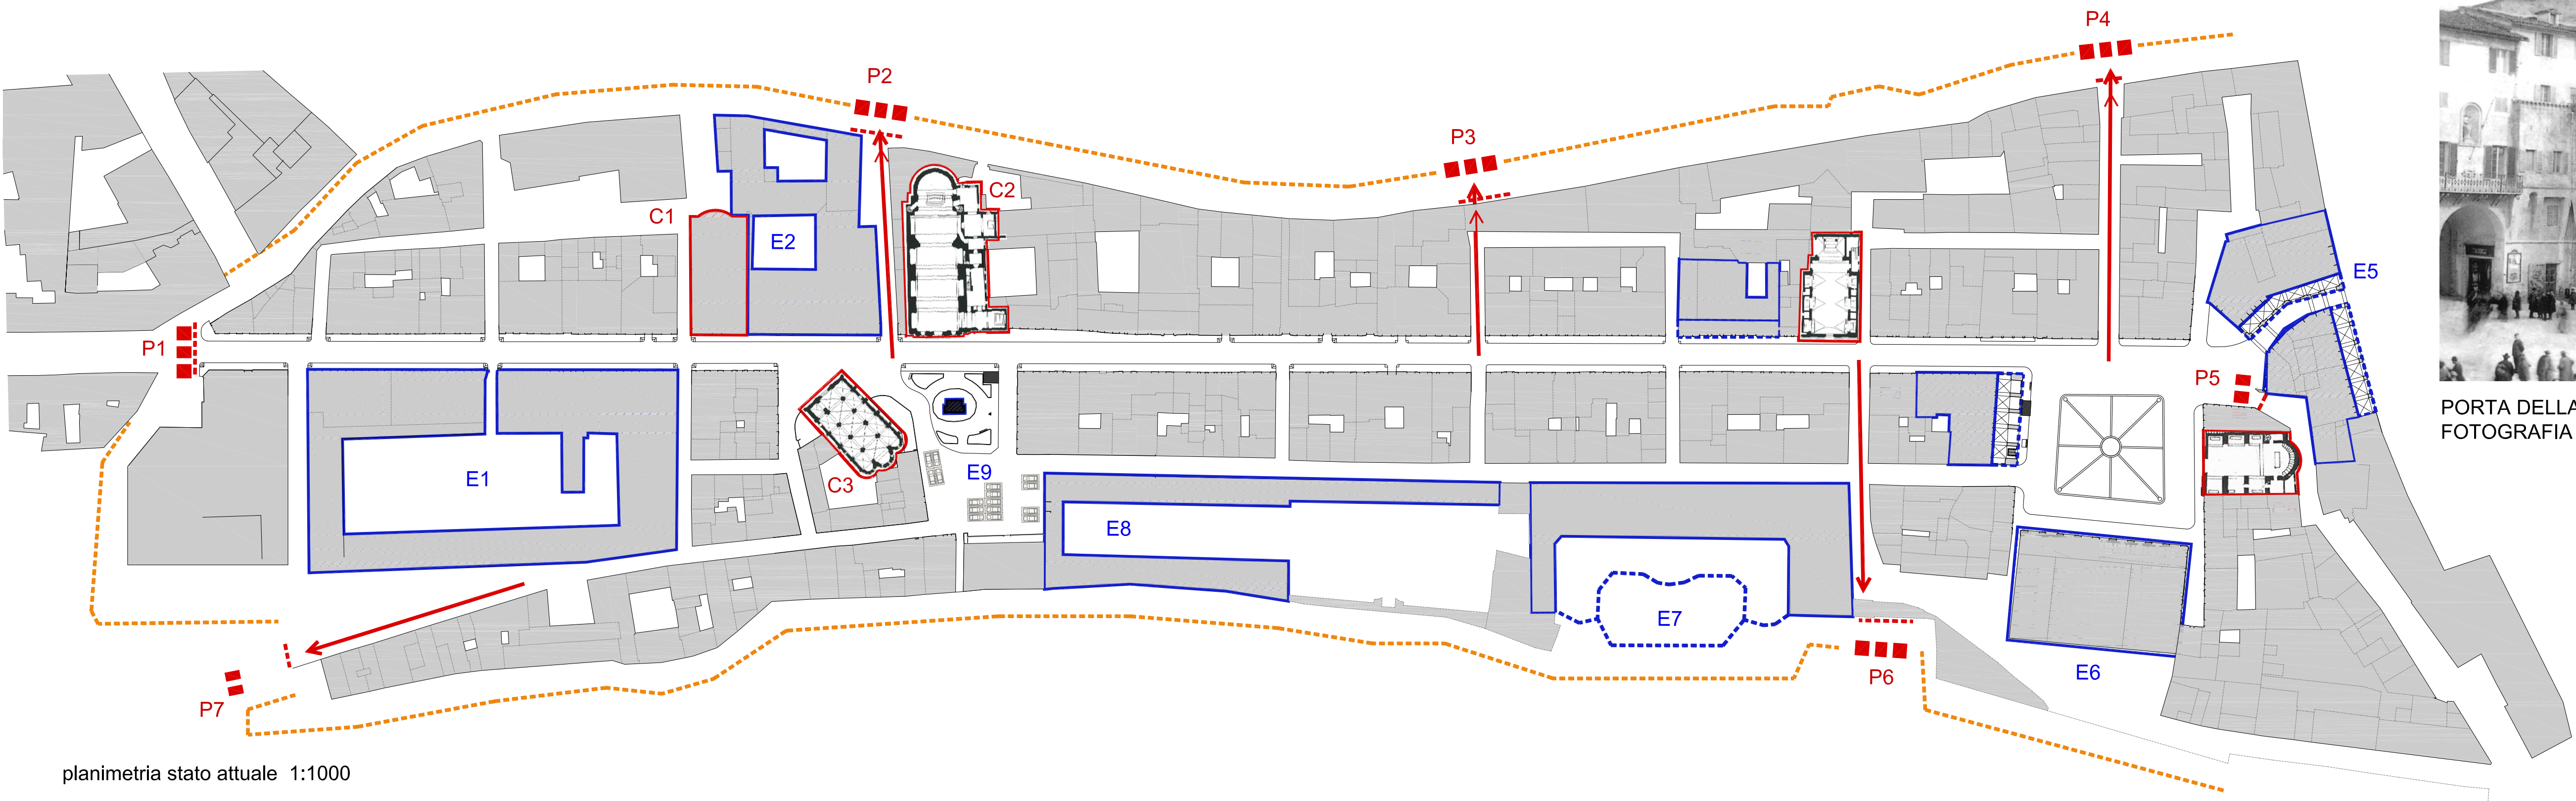 P4
P2
P3
C2
C1
E2
E5
P1
P5
E9
E1
C3
E8
E7
P6
E6
P7
PORTA DELLA
FOTOGRAFIA
planimetria stato attuale 1:1000